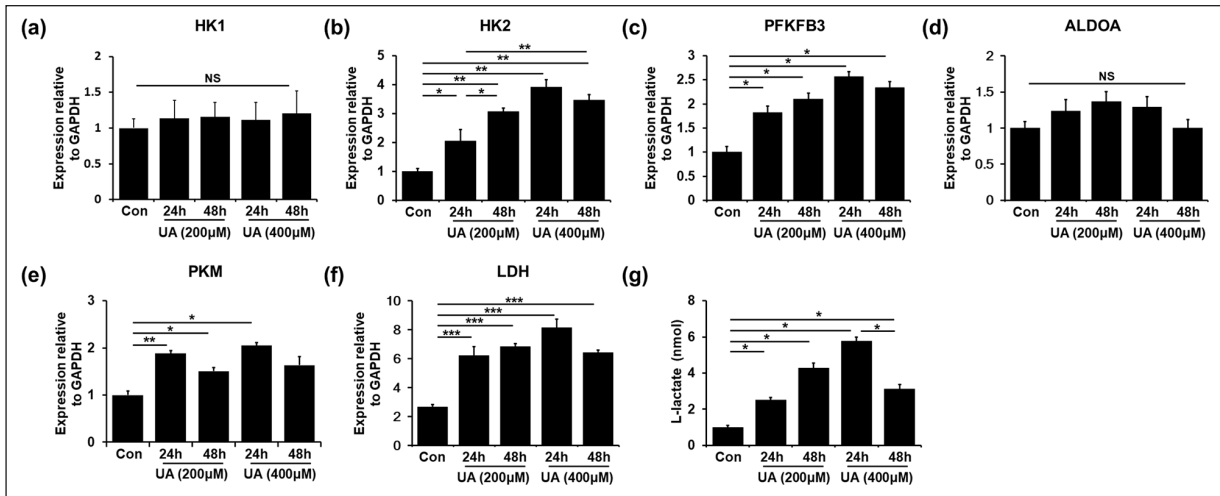 (a)
HK1
Expression relative
to GAPDH
2
1.5
1
0.5
0
NS
Con 24h 48h 24h 48h
UA (200μM) UA (400μM)
(b)
HK2
Expression relative
to GAPDH
5
4
3
2
1
0
**
**
**
**
* *
Con 24h 48h 24h 48h
UA (200μM) UA (400μM)
(c)
PFKFB3
Expression relative
to GAPDH
3
2.5
2
1.5
1
0.5
0
*
*
*
*
Con 24h 48h 24h 48h
UA (200μM) UA (400μM)
(d)
ALDOA
Expression relative
to GAPDH
2
1.5
1
0.5
0
NS
Con 24h 48h 24h 48h
UA (200μM) UA (400μM)
(e)
PKM
Expression relative
to GAPDH
3
2
1
0
*
*
**
Con 24h 48h 24h 48h
UA (200μM) UA (400μM)
(f)
LDH
Expression relative
to GAPDH
10
8
6
4
2
0
***
***
***
***
Con 24h 48h 24h 48h
UA (200μM) UA (400μM)
(g)
L-lactate (nmol)
8
6
4
2
0
*
*
*
* *
Con 24h 48h 24h 48h
UA (200μM) UA (400μM)